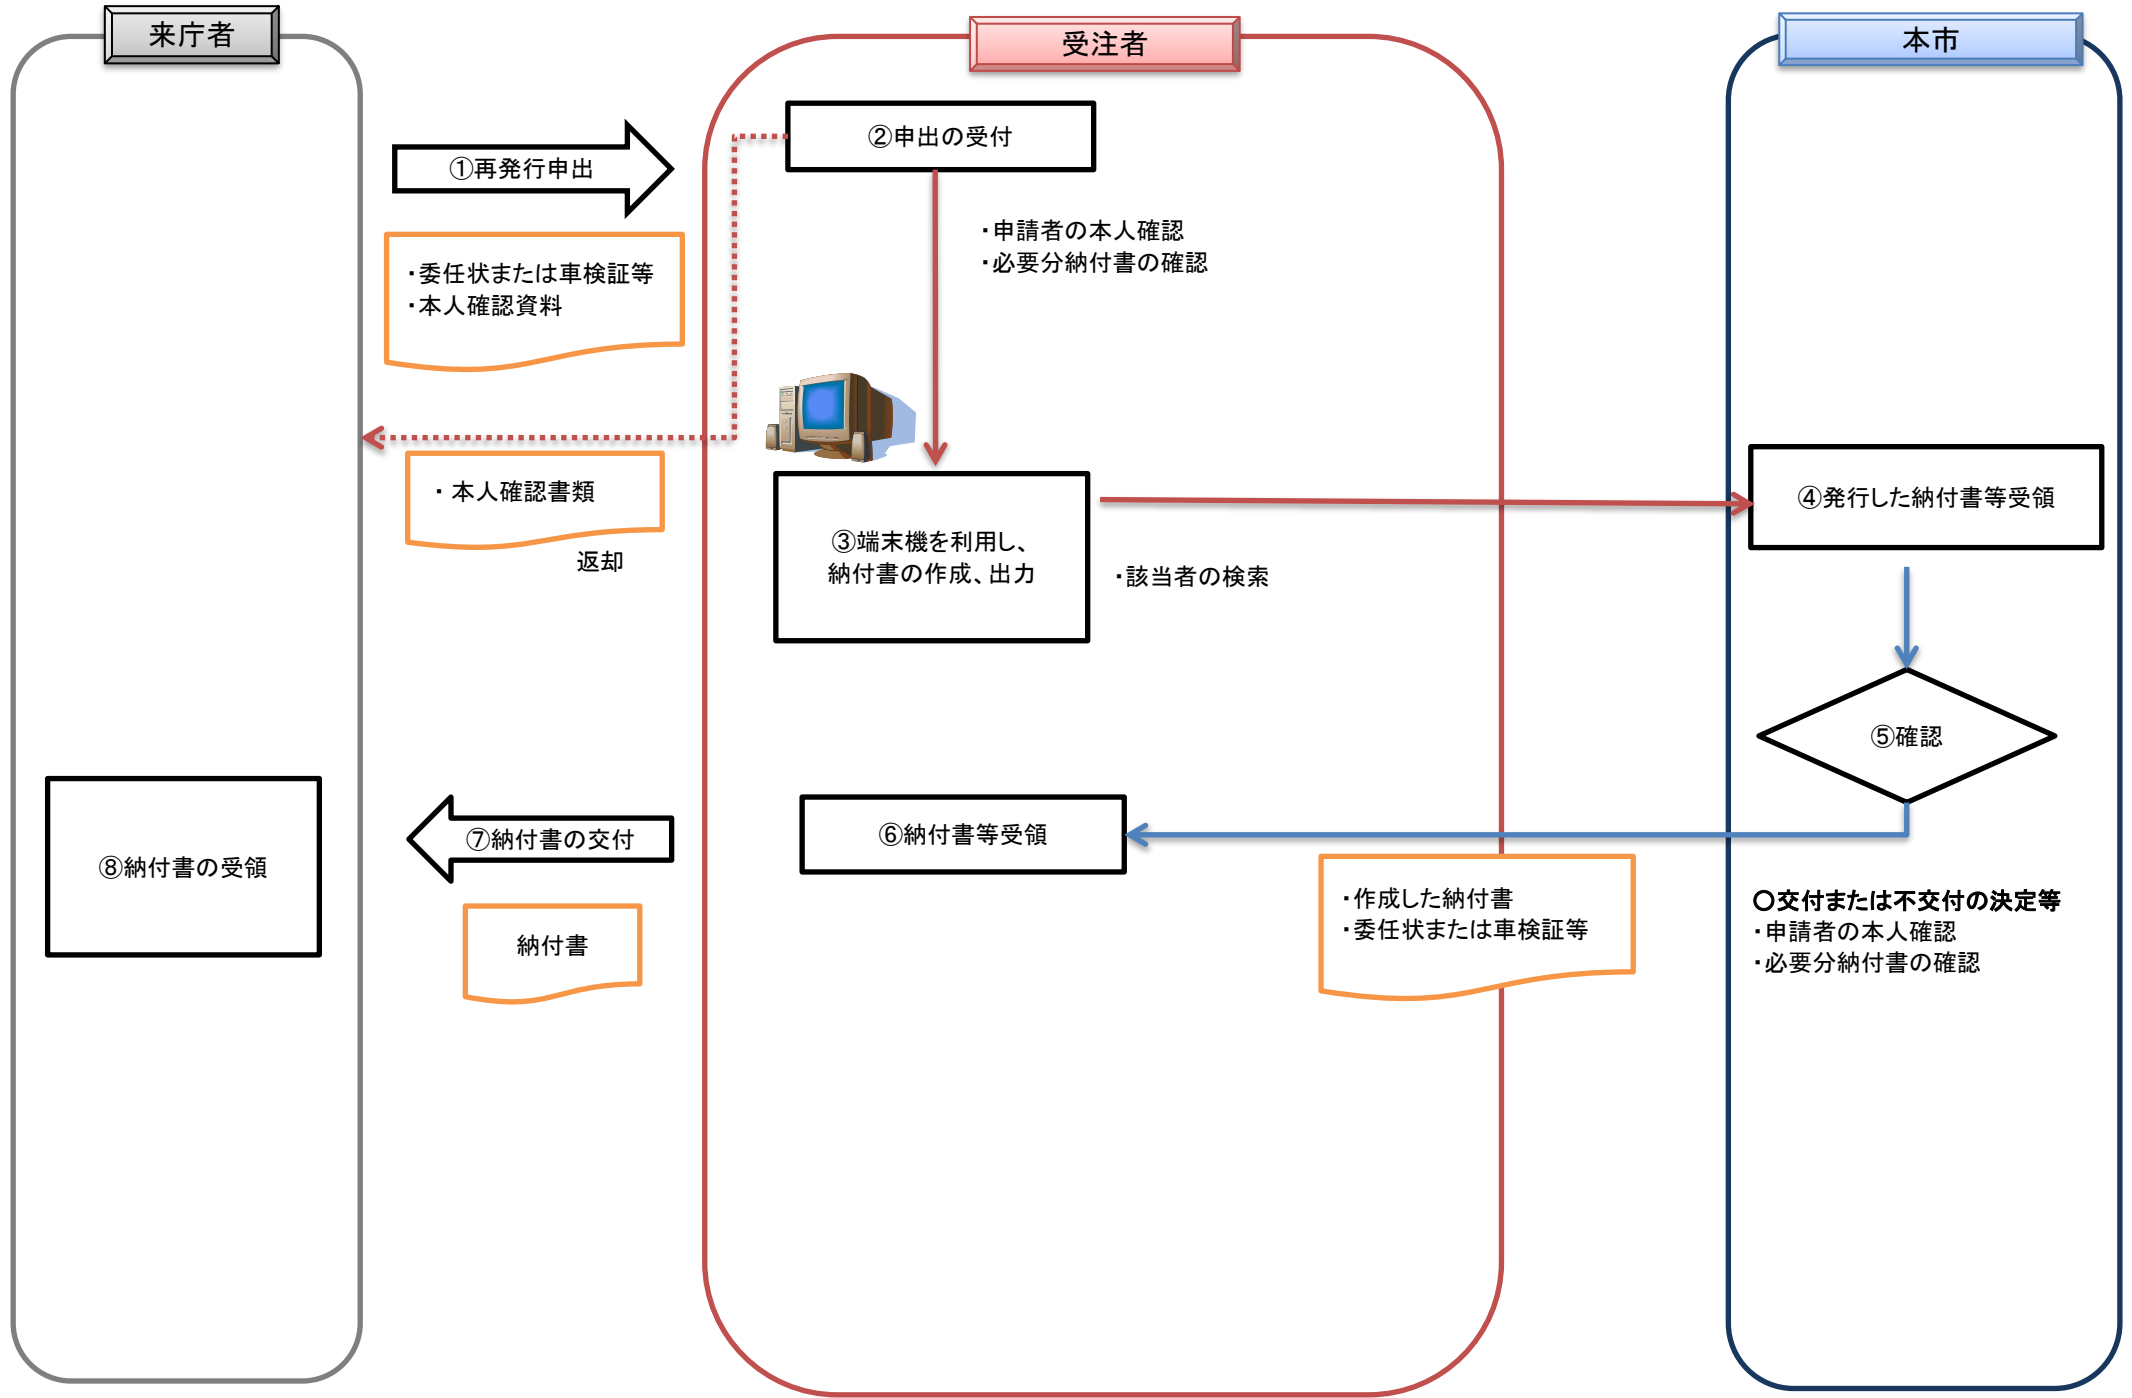 来庁者
受注者
本市
②申出の受付
①再発行申出
・申請者の本人確認
・必要分納付書の確認
・委任状または車検証等
・本人確認資料
・ 本人確認書類
返却
③端末機を利用し、
納付書の作成、出力
・該当者の検索
④発行した納付書等受領
⑤確認
⑥納付書等受領
⑦納付書の交付
⑧納付書の受領
納付書
・作成した納付書
・委任状または車検証等
〇交付または不交付の決定等
・申請者の本人確認
・必要分納付書の確認